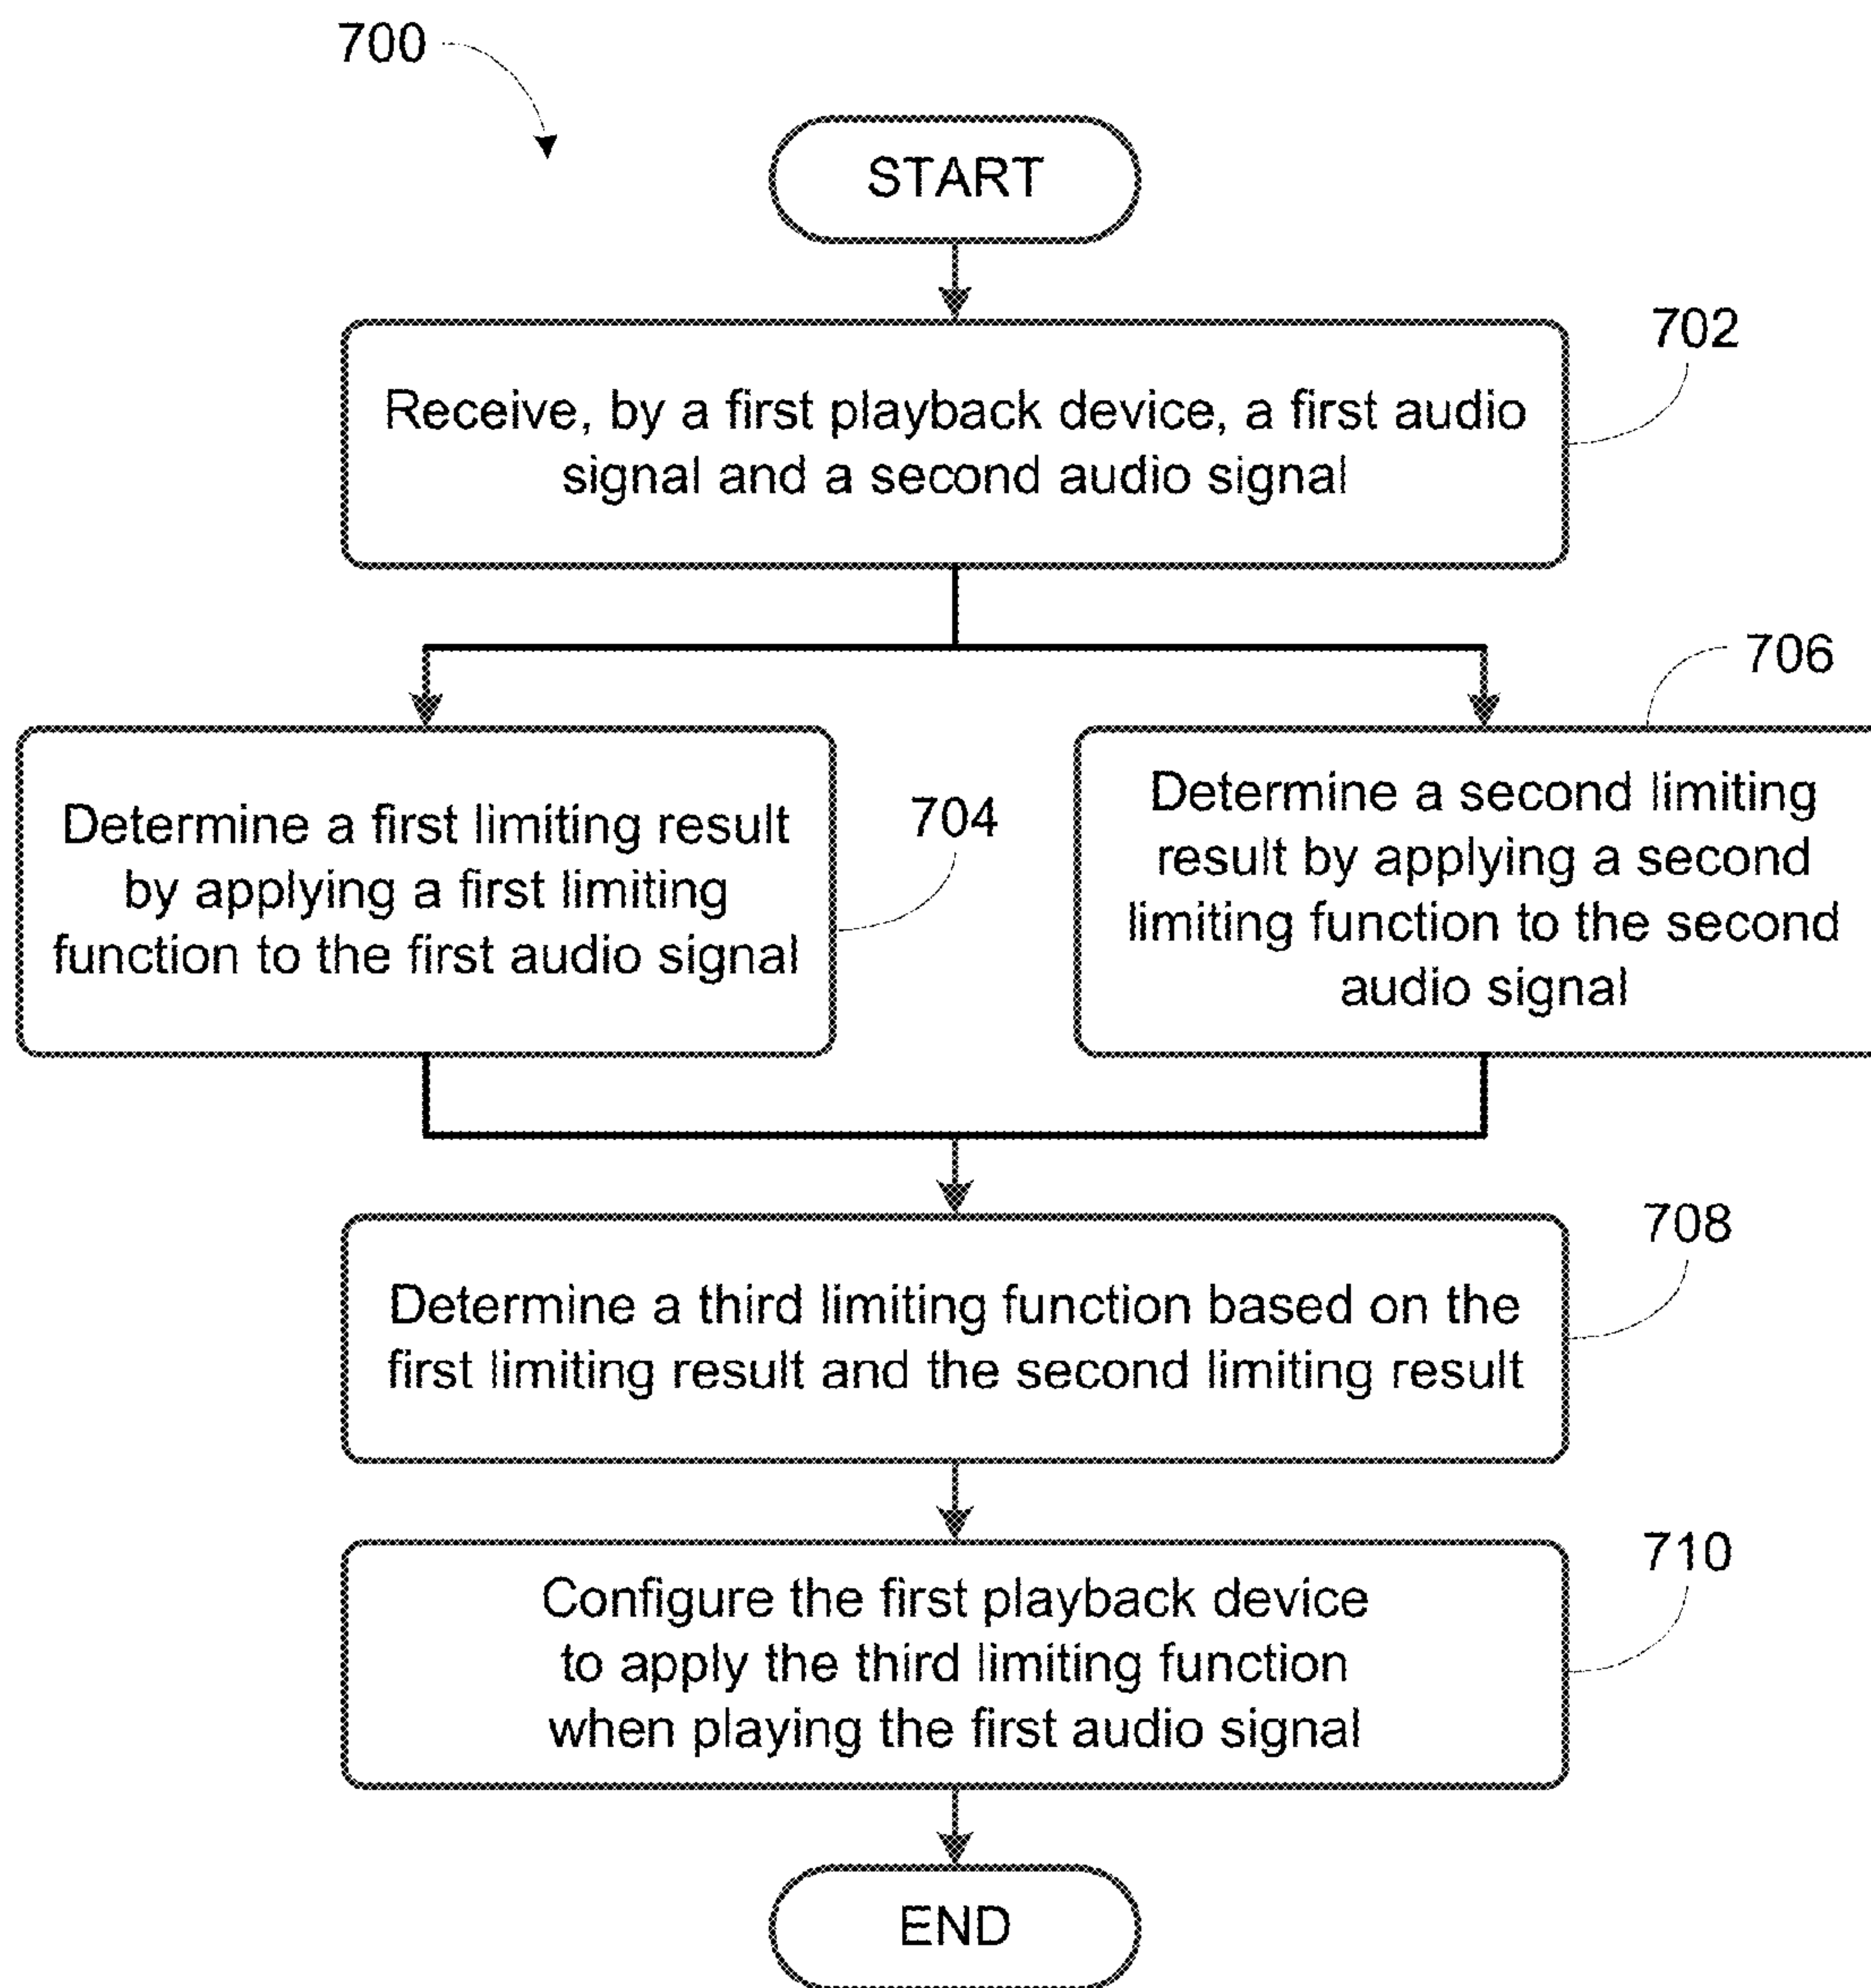 700
START
702
Receive, by a first playback device, a first audio
signal and a second audio signal
706
704
Determine a first limiting result
by applying a first limiting
function to the first audio signal
Determine a second limiting
result by applying a second
limiting function to the second
audio signal
708
Determine a third limiting function based on the
first limiting result and the second limiting result
710
Configure the first playback device
to apply the third limiting function
when playing the first audio signal
END